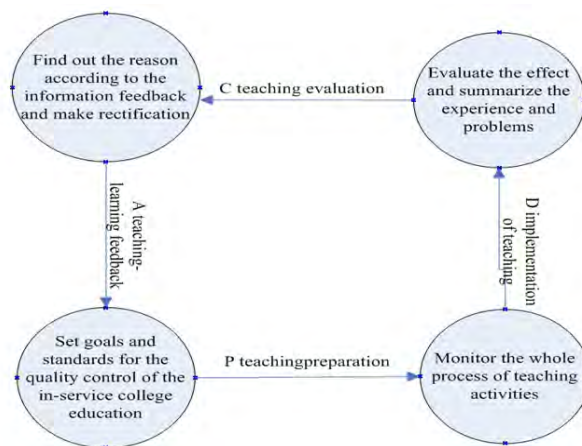 Find out the reason
according to the
information feedback
and make rectification
C teaching evaluation
Evaluate the effect
and summarize the
experience and
problems
A teaching-
learning feedback
D implementation
of teaching
Set goals and
standards for the
quality control of the
in-service college
education
P teachingpreparation
Monitor the whole
process of teaching
activities